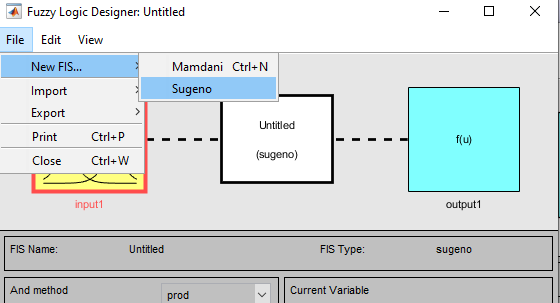 Fuzzy Logic Designer: Untitled
File Edit View
New FIS... >
Mamdani Ctrl+N
Sugeno
Import >
Export >
Print Ctrl+P
Close Ctrl+W
Untitled
(sugeno)
f(u)
input1
output1
FIS Name: Untitled FIS Type: sugeno
And method prod Current Variable